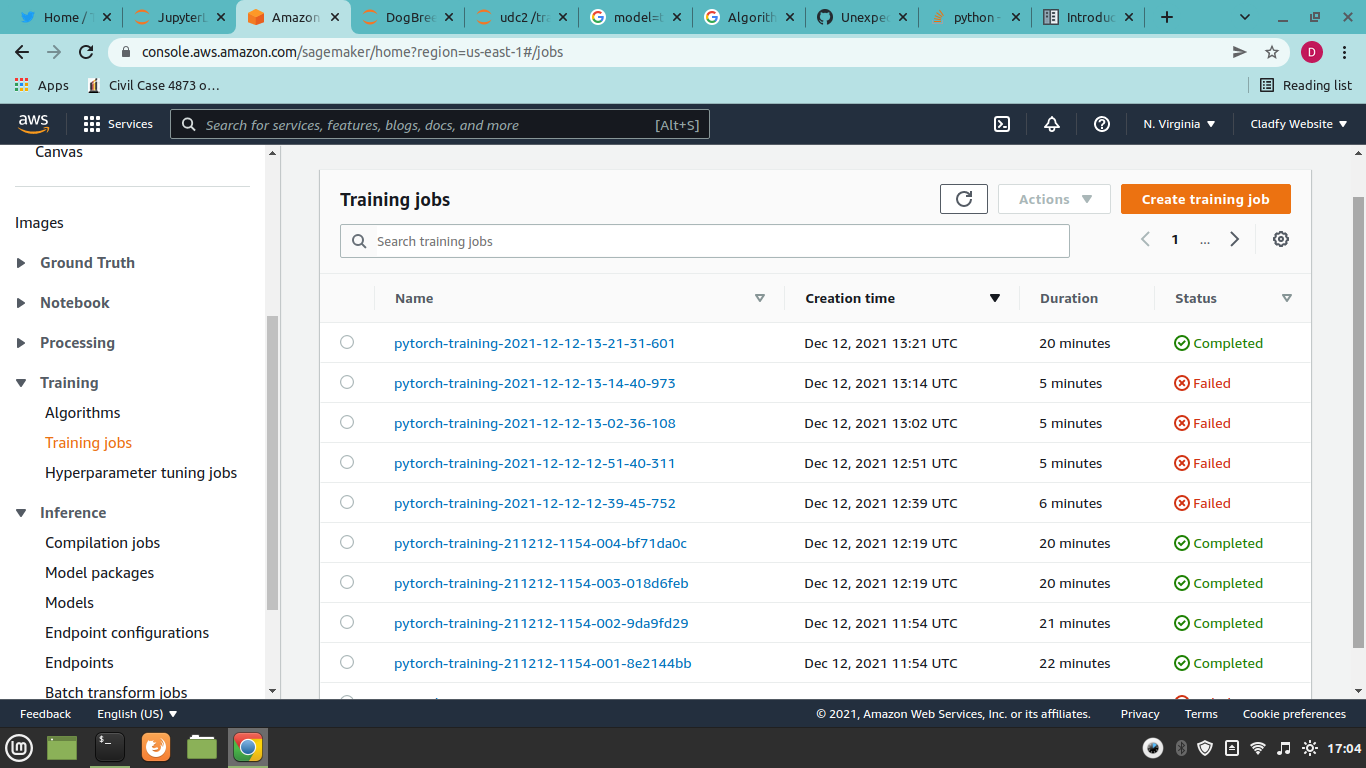 Home / T
JupyterL
Amazon
DogBree
udc2 /tra
model=t
Algorith
Unexpec
python -
Introduc
console.aws.amazon.com/sagemaker/home?region=us-east-1#/jobs
D
Apps
Civil Case 4873 o…
Reading list
aws
Services
Search for services, features, blogs, docs, and more
[Alt+S]
N. Virginia
Cladfy Website
Canvas
Images
Ground Truth
Notebook
Processing
Training
Algorithms
Training jobs
Hyperparameter tuning jobs
Inference
Compilation jobs
Model packages
Models
Endpoint configurations
Endpoints
Batch transform jobs
Training jobs
Actions
Create training job
Search training jobs
1 ...
Name Creation time Duration Status
pytorch-training-2021-12-12-13-21-31-601 Dec 12, 2021 13:21 UTC 20 minutes Completed
pytorch-training-2021-12-12-13-14-40-973 Dec 12, 2021 13:14 UTC 5 minutes Failed
pytorch-training-2021-12-12-13-02-36-108 Dec 12, 2021 13:02 UTC 5 minutes Failed
pytorch-training-2021-12-12-12-51-40-311 Dec 12, 2021 12:51 UTC 5 minutes Failed
pytorch-training-2021-12-12-12-39-45-752 Dec 12, 2021 12:39 UTC 6 minutes Failed
pytorch-training-211212-1154-004-bf71da0c Dec 12, 2021 12:19 UTC 20 minutes Completed
pytorch-training-211212-1154-003-018d6feb Dec 12, 2021 12:19 UTC 20 minutes Completed
pytorch-training-211212-1154-002-9da9fd29 Dec 12, 2021 11:54 UTC 21 minutes Completed
pytorch-training-211212-1154-001-8e2144bb Dec 12, 2021 11:54 UTC 22 minutes Completed
Feedback English (US) © 2021, Amazon Web Services, Inc. or its affiliates. Privacy Terms Cookie preferences
17:04